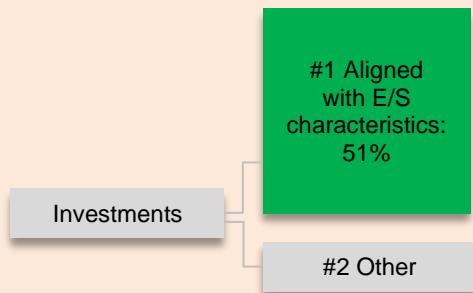 #1 Aligned
with E/S
characteristics:
51%
Investments
#2 Other